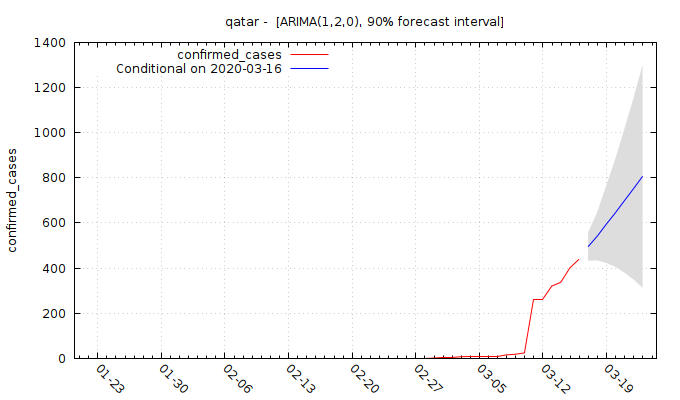 qatar - [ARIMA(1,2,0), 90% forecast interval]
confirmed_cases
Conditional on 2020-03-16
confirmed_cases
1400
1200
1000
800
600
400
200
0
01-23 01-30 02-06 02-13 02-20 02-27 03-05 03-12 03-19